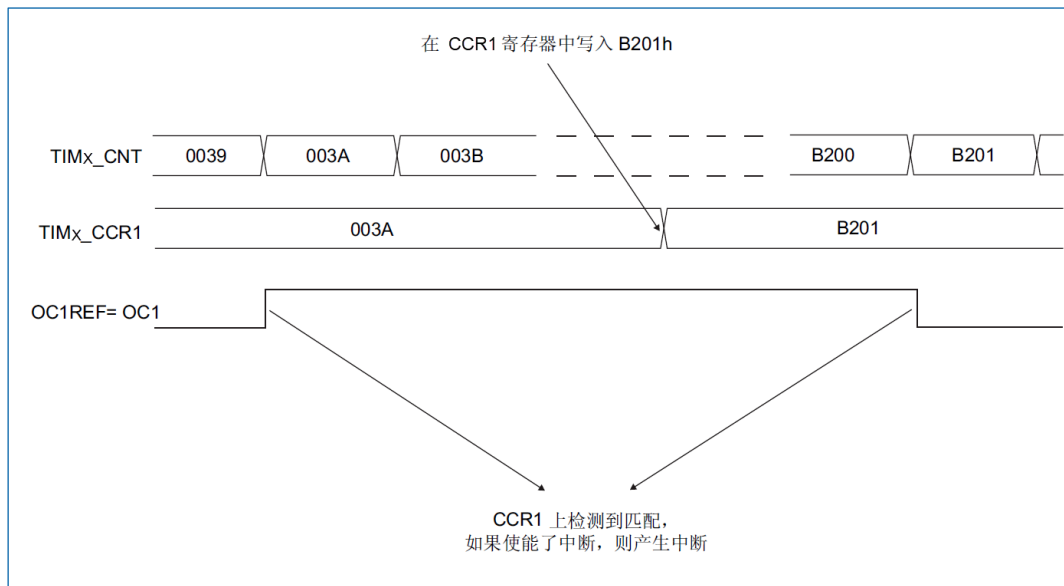 在 CCR1 寄存器中写入 B201h
TIMx_CNT 0039 003A 003B B200 B201
TIMx_CCR1 003A B201
OC1REF= OC1
CCR1 上检测到匹配，
如果使能了中断，则产生中断